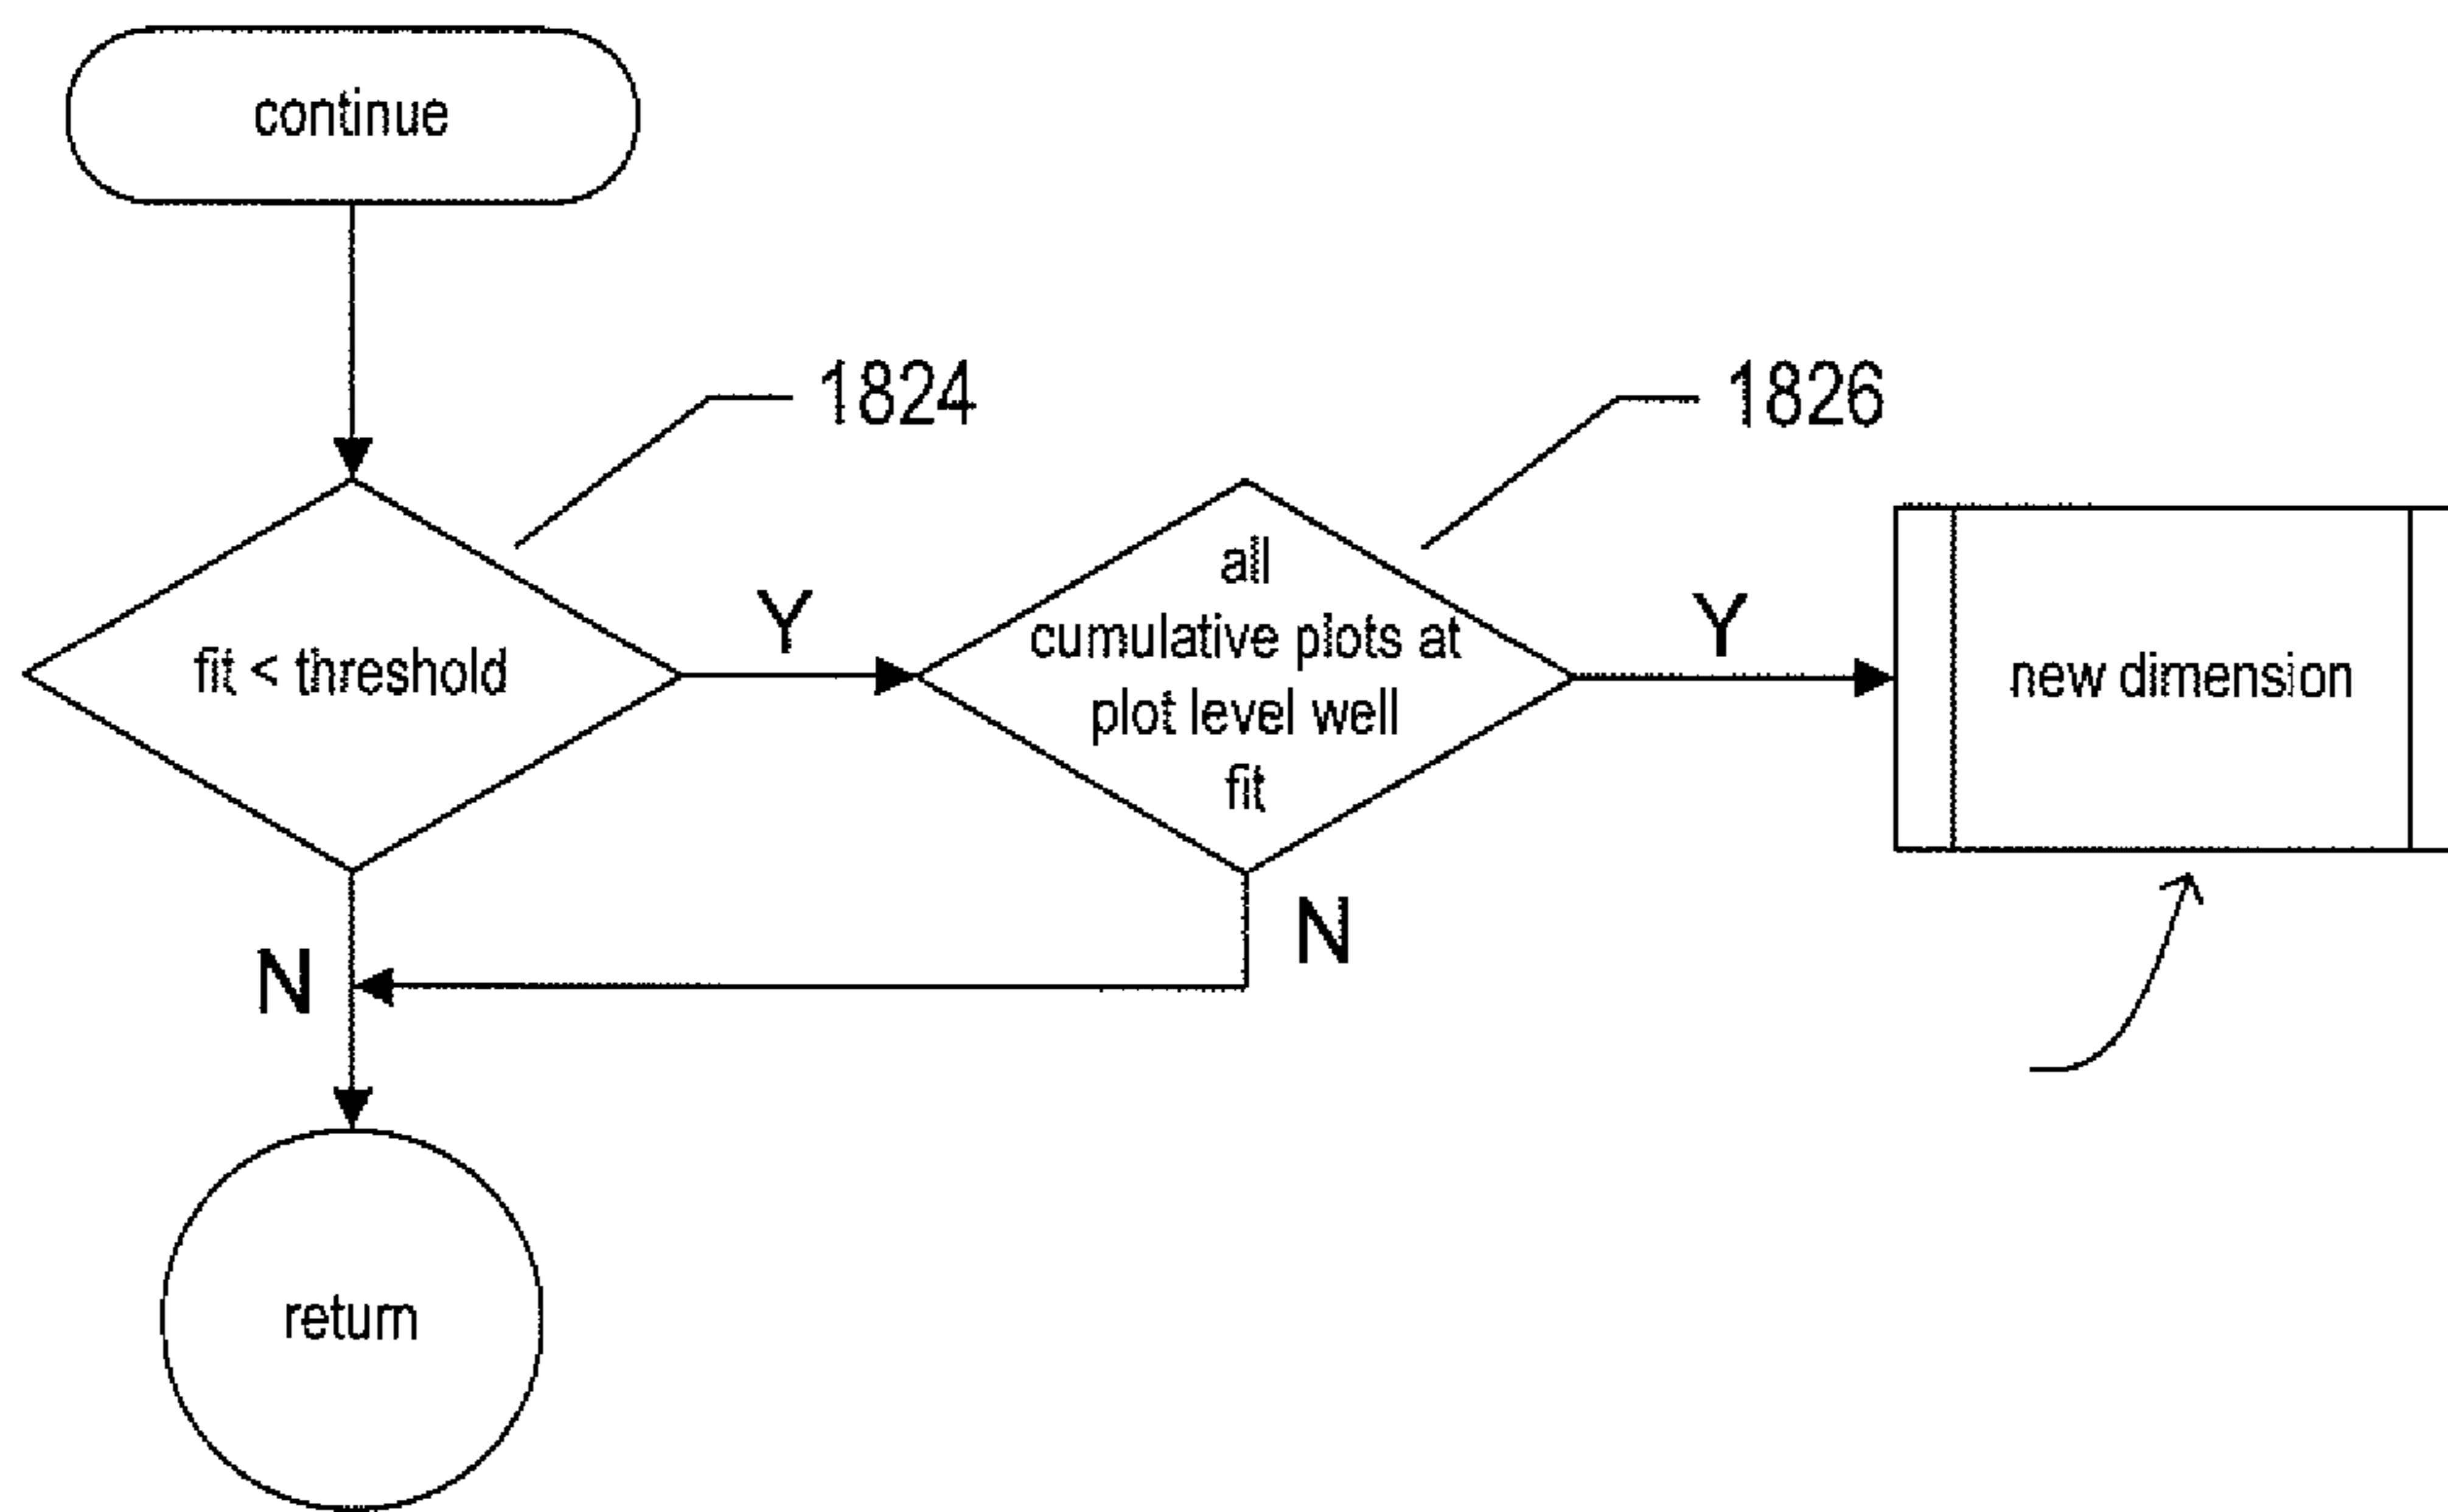 continue
1824
1826
fit < threshold
Y
all
cumulative plots at
plot level well
fit
Y
new dimension
N
N
return